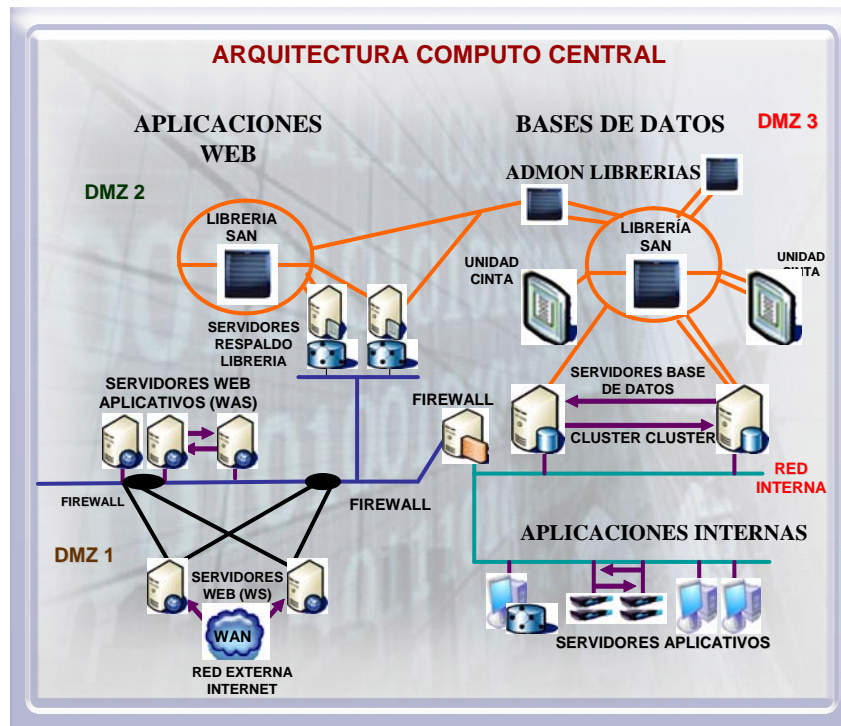 ARQUITECTURA COMPUTO CENTRAL
APLICACIONES
WEB
BASES DE DATOS
DMZ 3
ADMON LIBRERIAS
DMZ 2
LIBRERIA
SAN
LIBRERÍA
SAN
UNIDAD
CINTA
UNIDAD
CINTA
SERVIDORES
RESPALDO
LIBRERIA
SERVIDORES WEB
APLICATIVOS (WAS)
SERVIDORES BASE
DE DATOS
FIREWALL
CLUSTER CLUSTER
RED
INTERNA
FIREWALL
FIREWALL
APLICACIONES INTERNAS
DMZ 1
SERVIDORES
WEB (WS)
WAN
SERVIDORES APLICATIVOS
RED EXTERNA
INTERNET